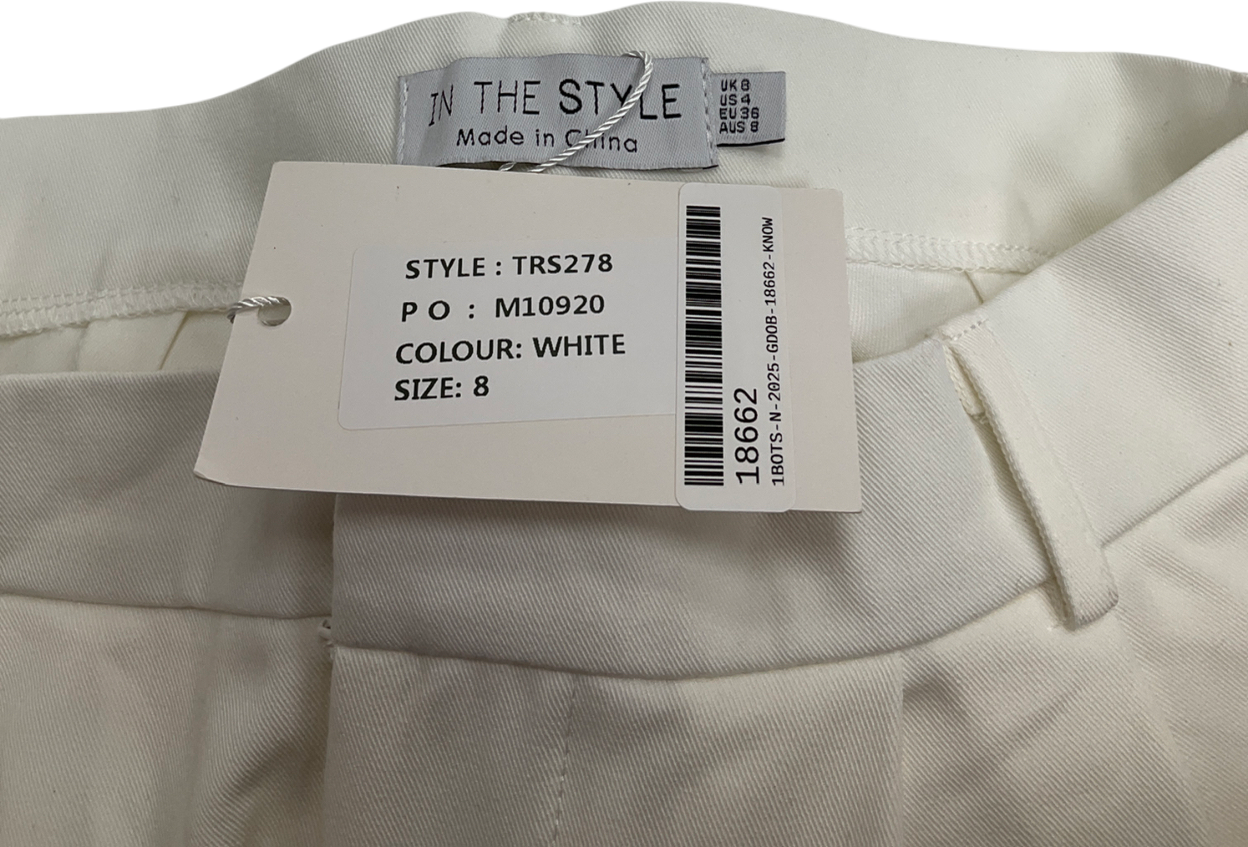 IN THE STYLE
Made in China
UK 8
US 4
EU 36
AUS 8
STYLE : TRS278
P O : M10920
COLOUR: WHITE
SIZE: 8
18662
1BOTS-N-2025-GDOB-18662-KNOW